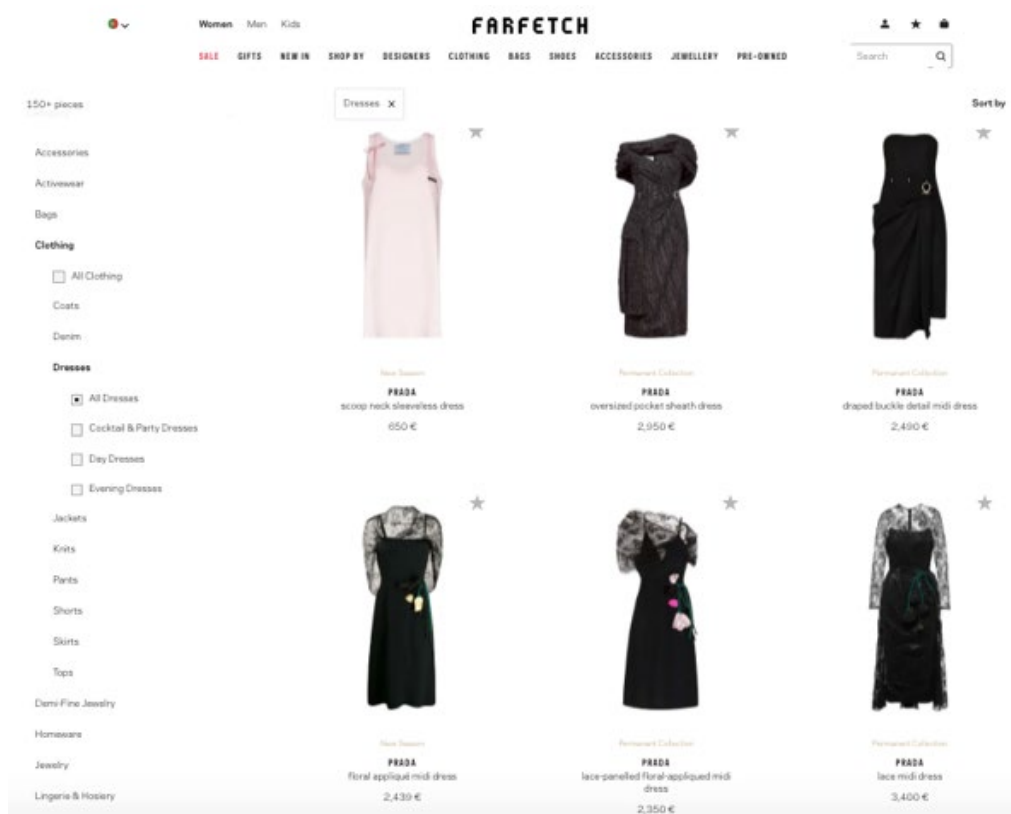 Women Men Kids
FARFETCH
SALE GIFTS NEW IN SHOP BY DESIGNERS CLOTHING BAGS SHOES ACCESSORIES JEWELLERY PRE-OWNED
Search
150+ pieces
Dresses X
Sort by
Accessories
Activewear
Bags
Clothing
All Clothing
Coats
Denim
Dresses
All Dresses
Cocktail & Party Dresses
Day Dresses
Evening Dresses
Jackets
Knits
Pants
Shorts
Skirts
Tops
Demi-Fine Jewelry
Homeware
Jewelry
Lingerie & Hosiery
New Season
PRADA
scoop neck sleeveless dress
650 €
Permanent Collection
PRADA
oversized pocket sheath dress
2,950 €
Permanent Collection
PRADA
draped buckle detail midi dress
2,490 €
New Season
PRADA
floral appliqué midi dress
2,439 €
Permanent Collection
PRADA
lace-panelled floral-appliqued midi
dress
2,350 €
Permanent Collection
PRADA
lace midi dress
3,400 €